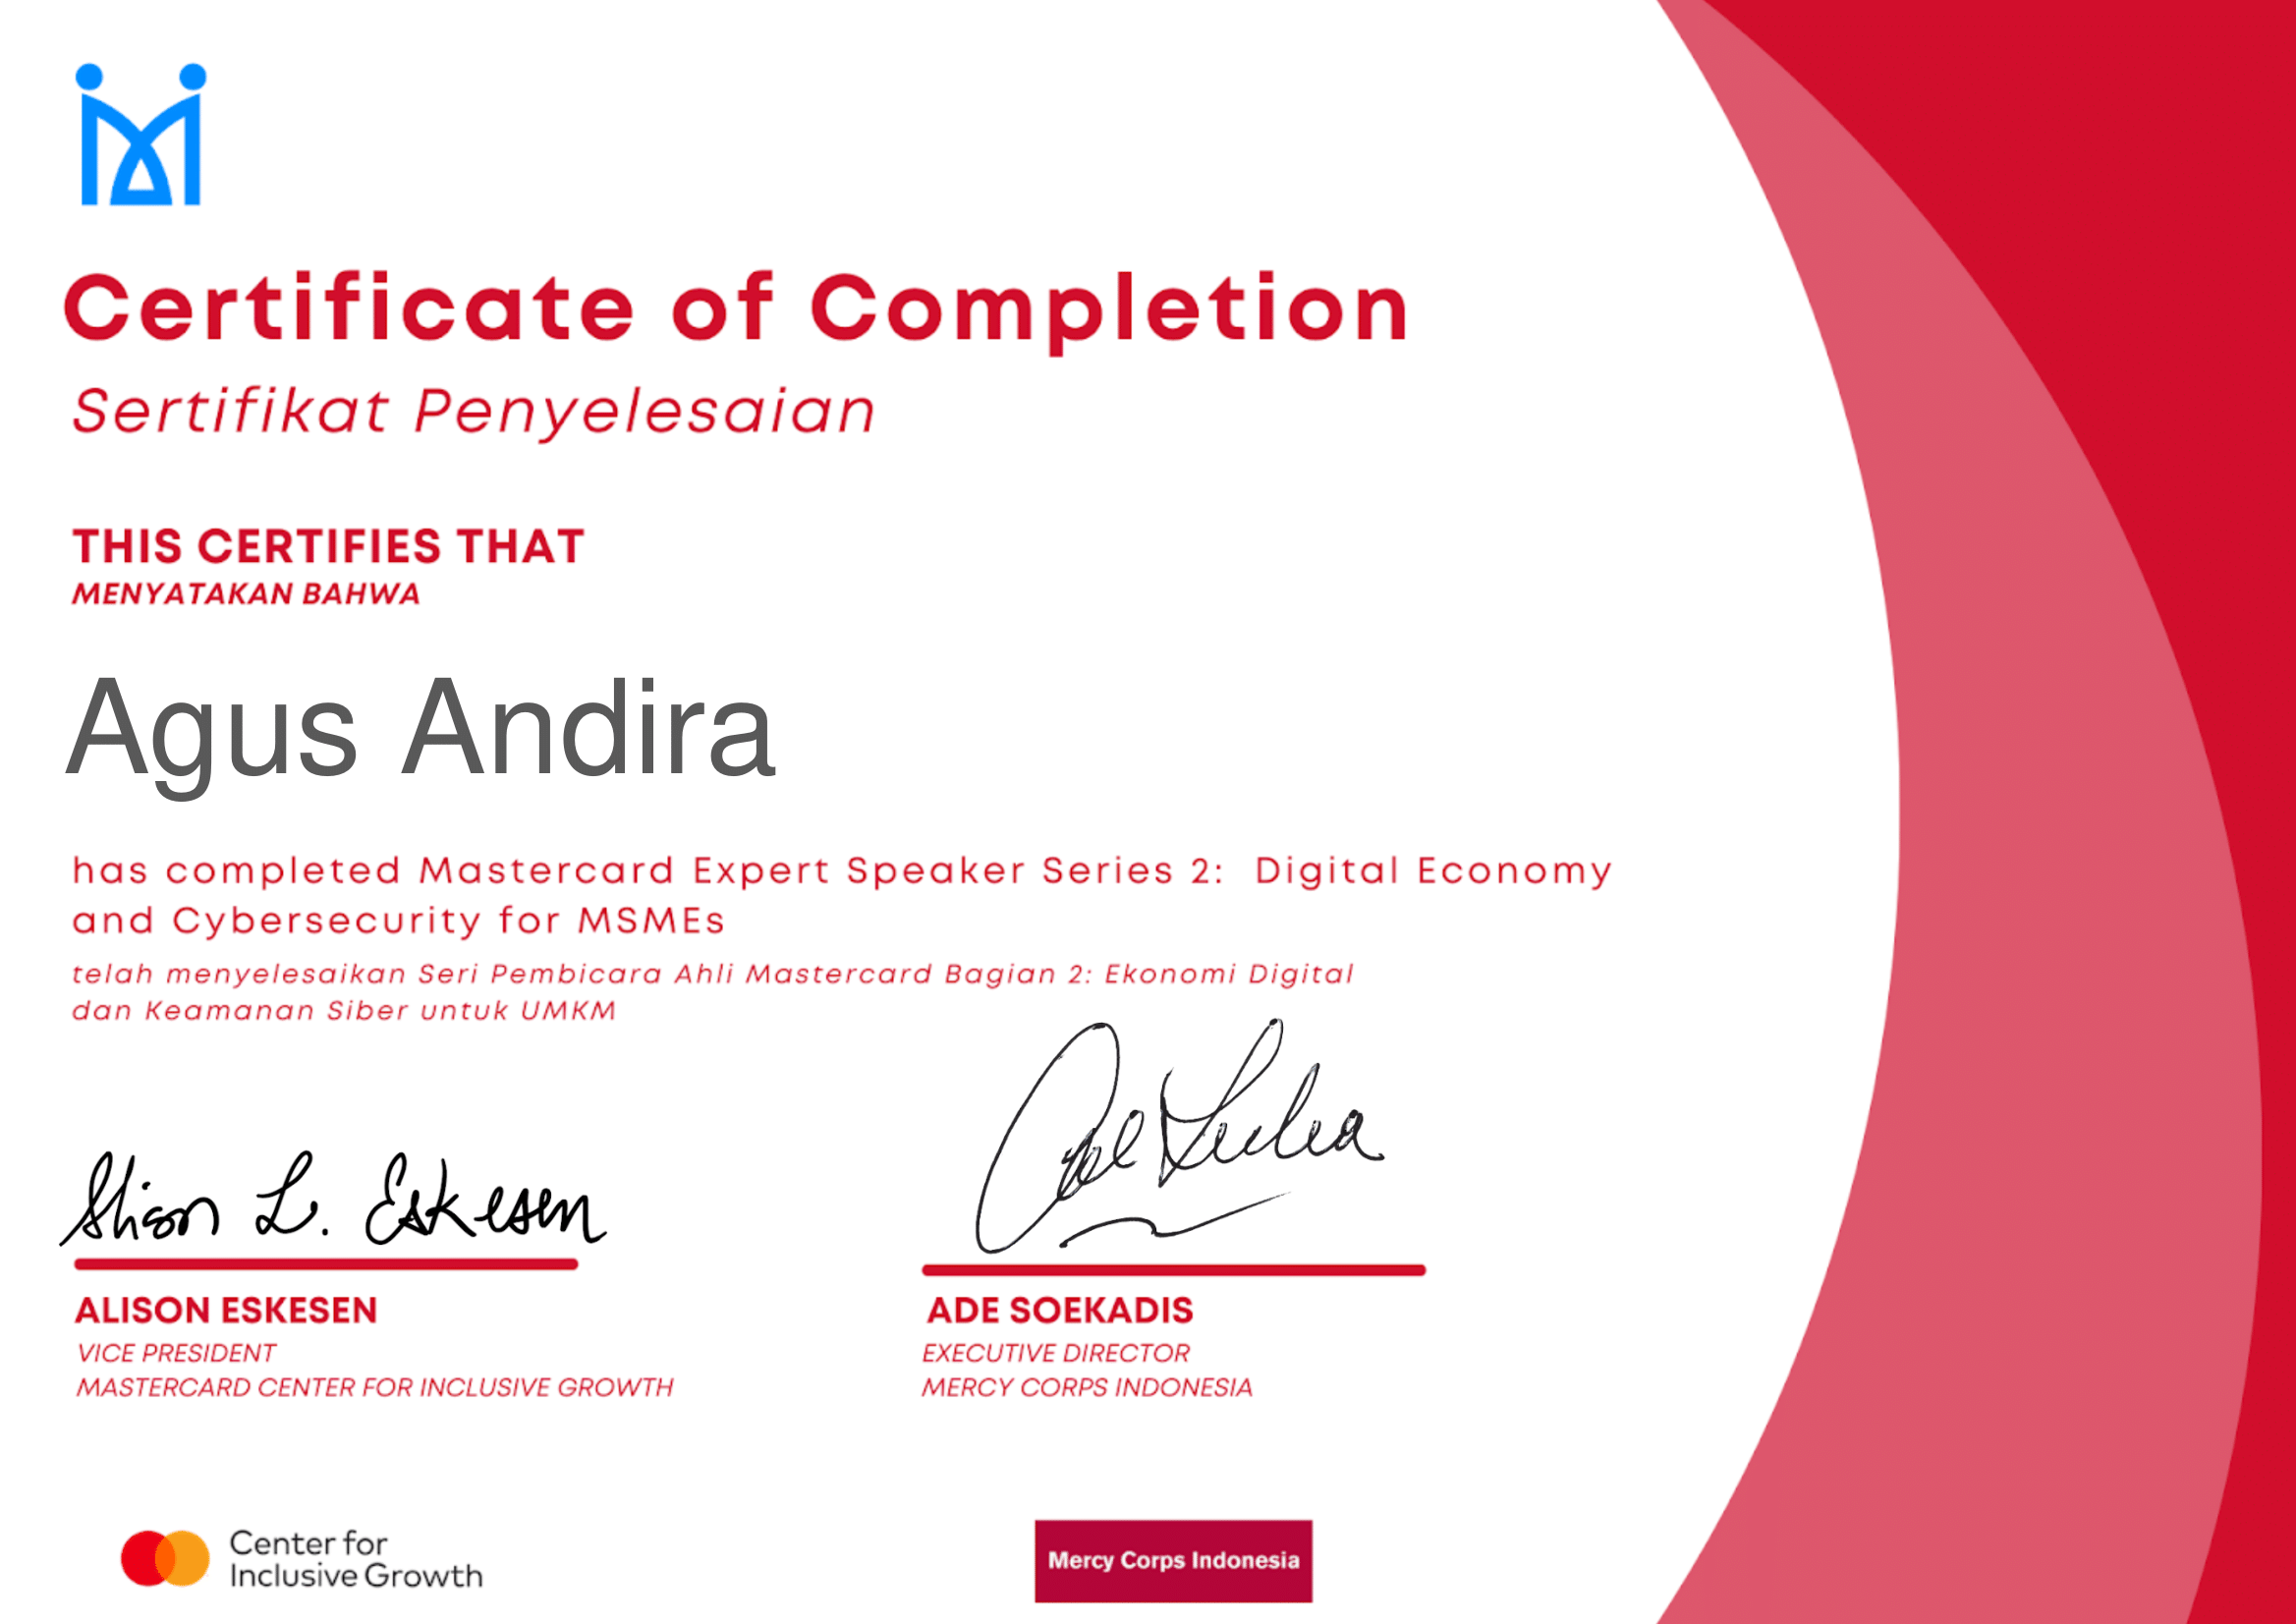 Certificate of Completion
Sertifikat Penyelesaian
THIS CERTIFIES THAT
MENYATAKAN BAHWA
Agus Andira
has completed Mastercard Expert Speaker Series 2: Digital Economy
and Cybersecurity for MSMEs
telah menyelesaikan Seri Pembicara Ahli Mastercard Bagian 2: Ekonomi Digital
dan Keamanan Siber untuk UMKM
Alison L. Eskesen
ALISON ESKESEN
VICE PRESIDENT
MASTERCARD CENTER FOR INCLUSIVE GROWTH
ADE SOEKADIS
EXECUTIVE DIRECTOR
MERCY CORPS INDONESIA
Center for
Inclusive Growth
Mercy Corps Indonesia